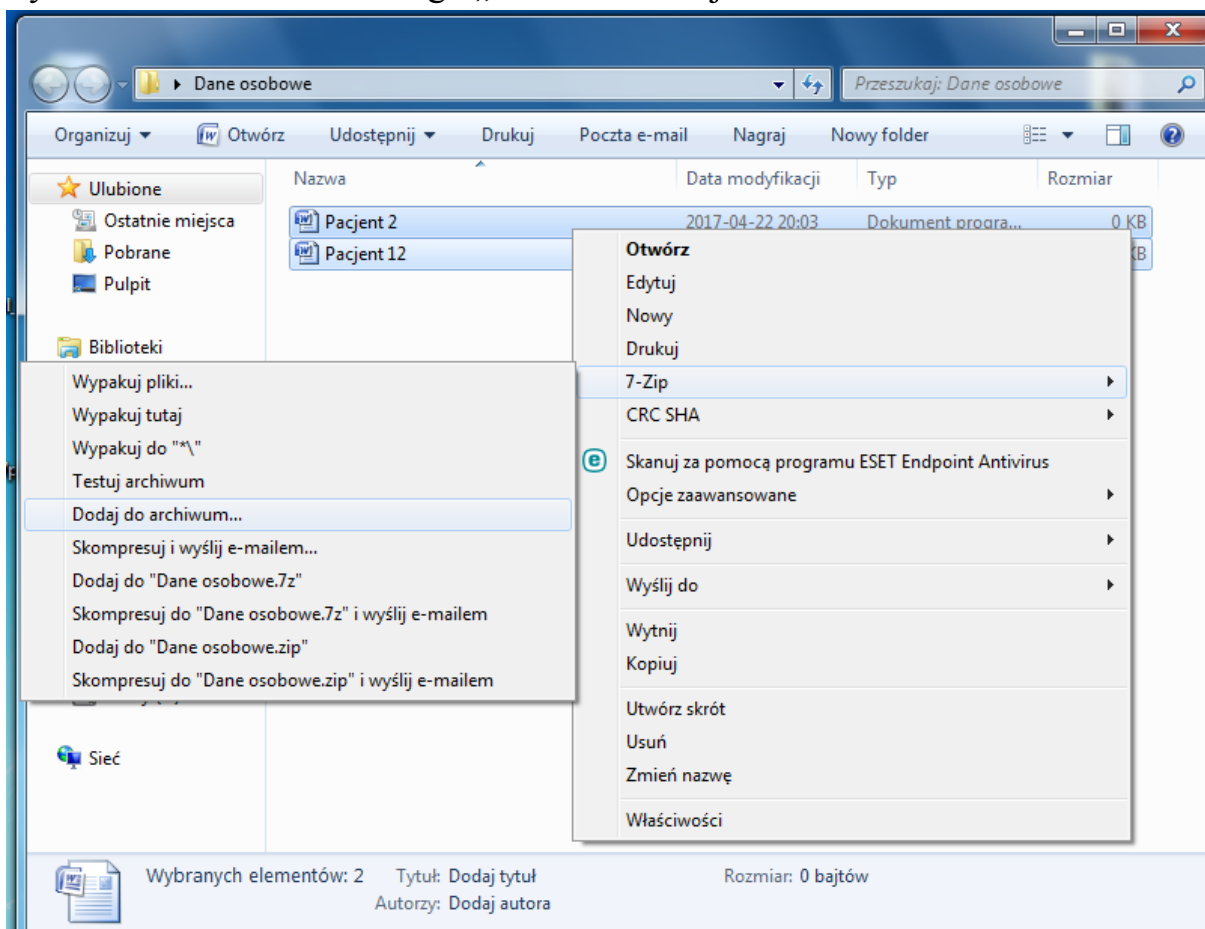 Dane osobowe
Przeszukaj: Dane osobowe
Organizuj Otwórz Udostępnij Drukuj Poczta e-mail Nagraj Nowy folder
Nazwa Data modyfikacji Typ Rozmiar
Ulubione
Ostatnie miejsca
Pobrane
Pulpit
Biblioteki
Sieć
Pacjent 2 2017-04-22 20:03 Dokument progra... 0 KB
Pacjent 12 KB
Otwórz
Edytuj
Nowy
Drukuj
7-Zip
CRC SHA
Skanuj za pomocą programu ESET Endpoint Antivirus
Opcje zaawansowane
Udostępnij
Wyślij do
Wytnij
Kopiuj
Utwórz skrót
Usuń
Zmień nazwę
Właściwości
Wypakuj pliki...
Wypakuj tutaj
Wypakuj do "*\"
Testuj archiwum
Dodaj do archiwum...
Skompresuj i wyślij e-mailem...
Dodaj do "Dane osobowe.7z"
Skompresuj do "Dane osobowe.7z" i wyślij e-mailem
Dodaj do "Dane osobowe.zip"
Skompresuj do "Dane osobowe.zip" i wyślij e-mailem
Wybranych elementów: 2 Tytuł: Dodaj tytuł Rozmiar: 0 bajtów
Autorzy: Dodaj autora